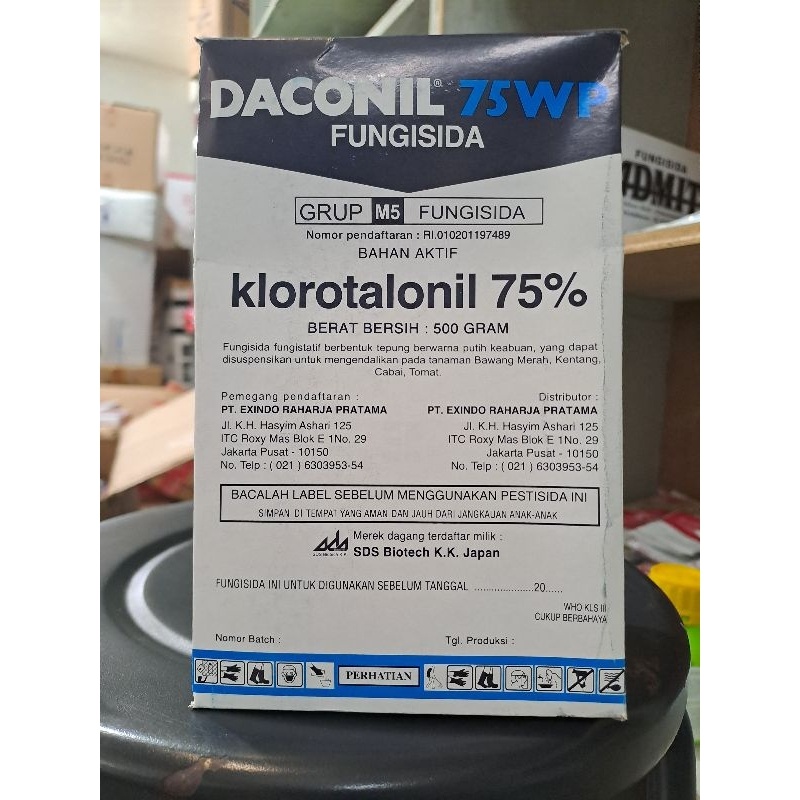 DACONIL® 75WP
FUNGISIDA
GRUP M5 FUNGISIDA
Nomor pendaftaran : RI.010201197489
BAHAN AKTIF
klorotalonil 75%
BERAT BERSIH : 500 GRAM
Fungisida fungistatif berbentuk tepung berwarna putih keabuan, yang dapat
disuspensikan untuk mengendalikan pada tanaman Bawang Merah, Kentang,
Cabai, Tomat.
Pemegang pendaftaran :
PT. EXINDO RAHARJA PRATAMA
Jl. K.H. Hasyim Ashari 125
ITC Roxy Mas Blok E 1No. 29
Jakarta Pusat - 10150
No. Telp : ( 021 ) 6303953-54
Distributor :
PT. EXINDO RAHARJA PRATAMA
Jl. K.H. Hasyim Ashari 125
ITC Roxy Mas Blok E 1No. 29
Jakarta Pusat - 10150
No. Telp : ( 021 ) 6303953-54
BACALAH LABEL SEBELUM MENGGUNAKAN PESTISIDA INI
SIMPAN DI TEMPAT YANG AMAN DAN JAUH DARI JANGKAUAN ANAK-ANAK
sds
SDS Biotech K.K.
Merek dagang terdaftar milik :
SDS Biotech K.K. Japan
FUNGISIDA INI UNTUK DIGUNAKAN SEBELUM TANGGAL ....................20......
WHO KLS III
CUKUP BERBAHAYA
Nomor Batch :
Tgl. Produksi :
PERHATIAN
FUNGISIDA